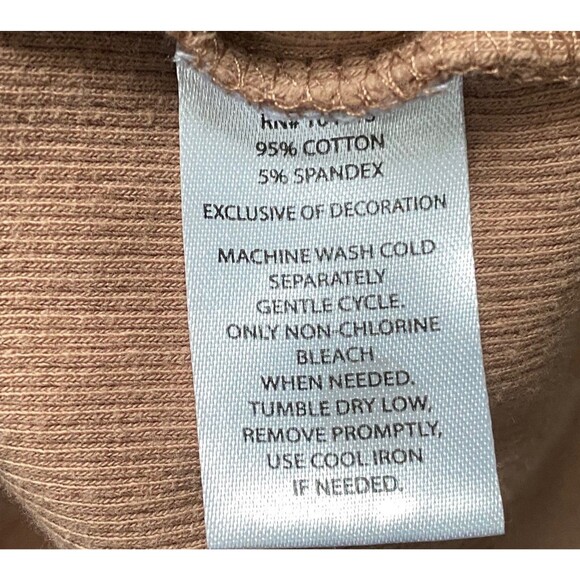 95% COTTON
5% SPANDEX
EXCLUSIVE OF DECORATION
MACHINE WASH COLD
SEPARATELY
GENTLE CYCLE.
ONLY NON-CHLORINE
BLEACH
WHEN NEEDED.
TUMBLE DRY LOW,
REMOVE PROMPTLY,
USE COOL IRON
IF NEEDED.